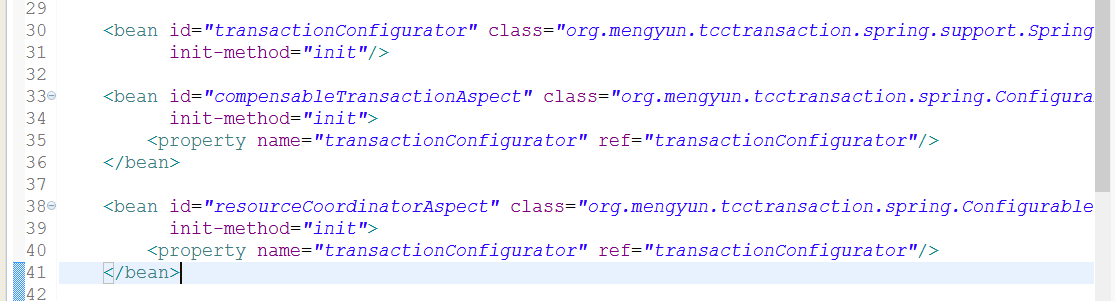 29
30 <bean id="transactionConfigurator" class="org.mengyun.tcctransaction.spring.support.Spring
31 init-method="init"/>
32
33 <bean id="compensableTransactionAspect" class="org.mengyun.tcctransaction.spring.Configura
34 init-method="init">
35 <property name="transactionConfigurator" ref="transactionConfigurator"/>
36 </bean>
37
38 <bean id="resourceCoordinatorAspect" class="org.mengyun.tcctransaction.spring.Configurable
39 init-method="init">
40 <property name="transactionConfigurator" ref="transactionConfigurator"/>
41 </bean>
42